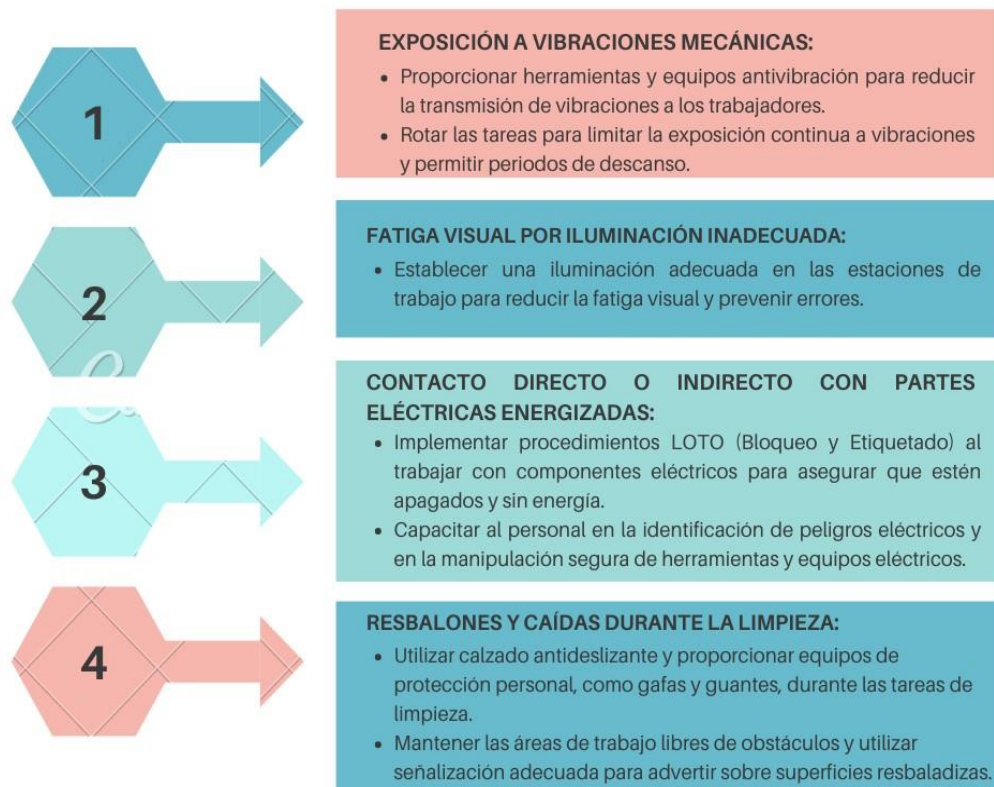 1
EXPOSICIÓN A VIBRACIONES MECÁNICAS:
• Proporcionar herramientas y equipos antivibración para reducir
la transmisión de vibraciones a los trabajadores.
• Rotar las tareas para limitar la exposición continua a vibraciones
y permitir periodos de descanso.
2
FATIGA VISUAL POR ILUMINACIÓN INADECUADA:
• Establecer una iluminación adecuada en las estaciones de
trabajo para reducir la fatiga visual y prevenir errores.
3
CONTACTO DIRECTO O INDIRECTO CON PARTES
ELÉCTRICAS ENERGIZADAS:
• Implementar procedimientos LOTO (Bloqueo y Etiquetado) al
trabajar con componentes eléctricos para asegurar que estén
apagados y sin energía.
• Capacitar al personal en la identificación de peligros eléctricos y
en la manipulación segura de herramientas y equipos eléctricos.
4
RESBALONES Y CAÍDAS DURANTE LA LIMPIEZA:
• Utilizar calzado antideslizante y proporcionar equipos de
protección personal, como gafas y guantes, durante las tareas de
limpieza.
• Mantener las áreas de trabajo libres de obstáculos y utilizar
señalización adecuada para advertir sobre superficies resbaladizas.